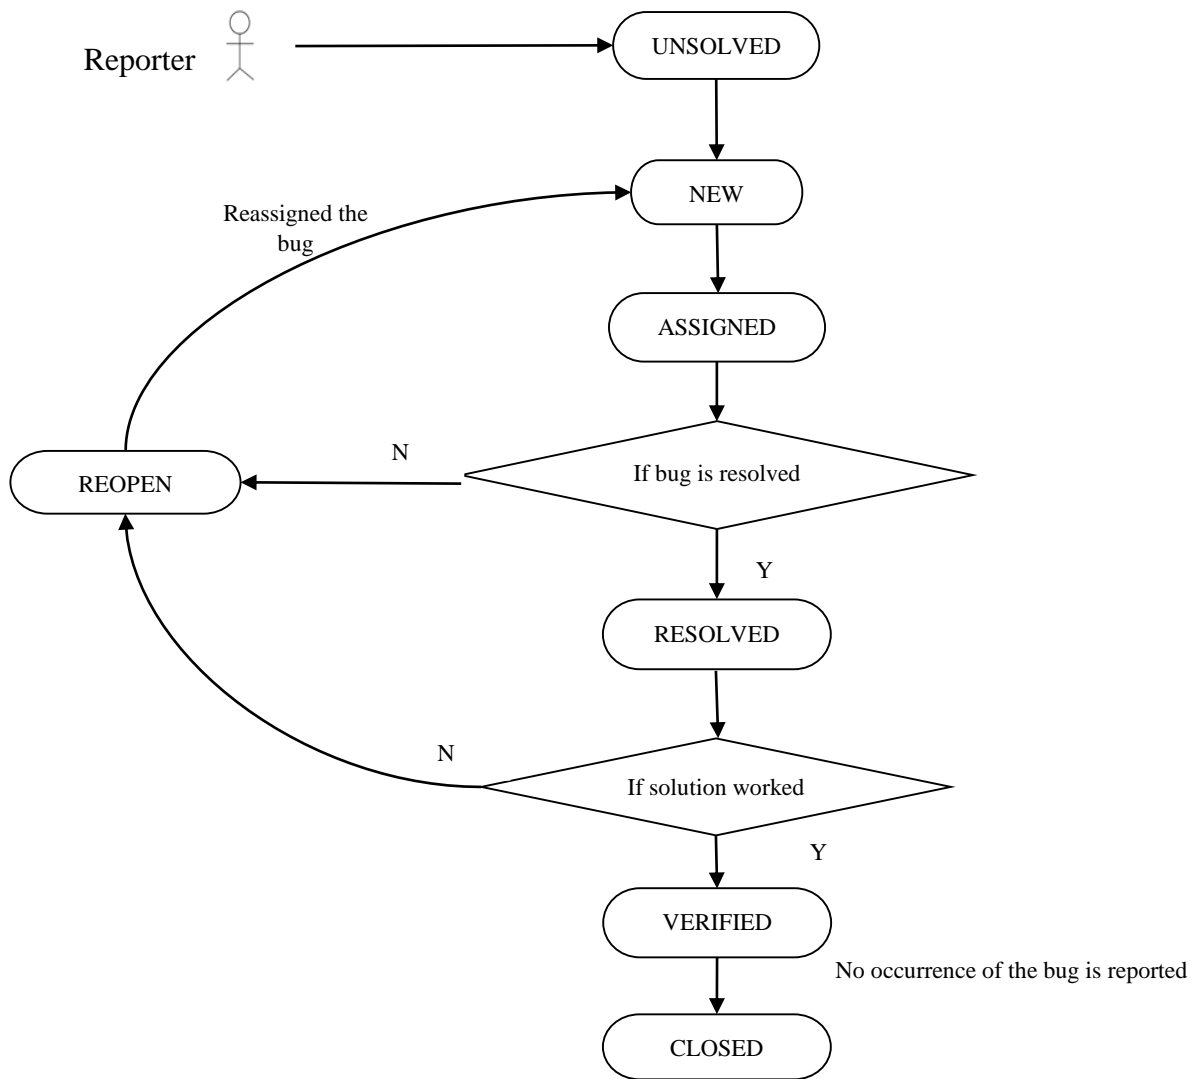 Reporter
UNSOLVED
NEW
Reassigned the
bug
ASSIGNED
N
If bug is resolved
REOPEN
Y
RESOLVED
N
If solution worked
Y
VERIFIED
No occurrence of the bug is reported
CLOSED